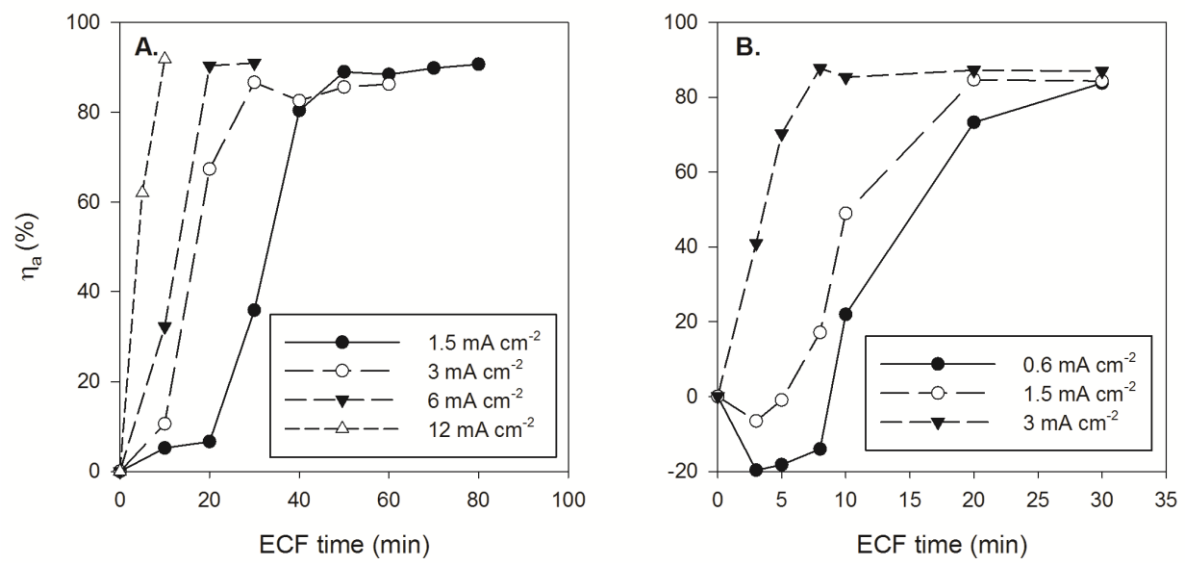 A.
100
80
60
40
20
0
ηa (%)
1.5 mA cm-2
3 mA cm-2
6 mA cm-2
12 mA cm-2
0 20 40 60 80 100
ECF time (min)
B.
100
80
60
40
20
0
-20
0.6 mA cm-2
1.5 mA cm-2
3 mA cm-2
0 5 10 15 20 25 30 35
ECF time (min)